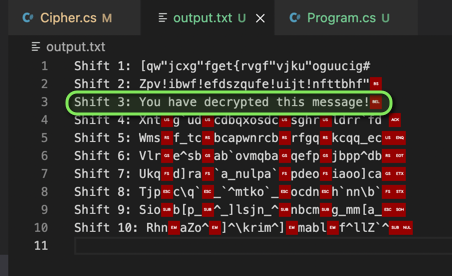 Cipher.cs M output.txt U Program.cs U
output.txt
1 Shift 1: [qw"jcxg"fget{rvgf"vjku"oguucig#
2 Shift 2: Zpv!ibwf!efdszqufe!uijt!nfttbhf"
3 Shift 3: You have decrypted this message!
4 Shift 4: Xnt g`ud cdbqxosdc sghr ldrr`fd
5 Shift 5: Wms f_tc bcapwnrcb rfgq kcqq_ec
6 Shift 6: Vlr e^sb ab`ovmqba qefp jbpp^db
7 Shift 7: Ukq d]ra `a_nulpa` pdeo iaoo]ca
8 Shift 8: Tjp c\q` _`^mtko`_ ocdn h`nn\b`
9 Shift 9: Sio b[p_ ^_]lsjn_^ nbcm g_mm[a_
10 Shift 10: Rhn aZo^ ]^\krim^] mabl f^llZ`^
11